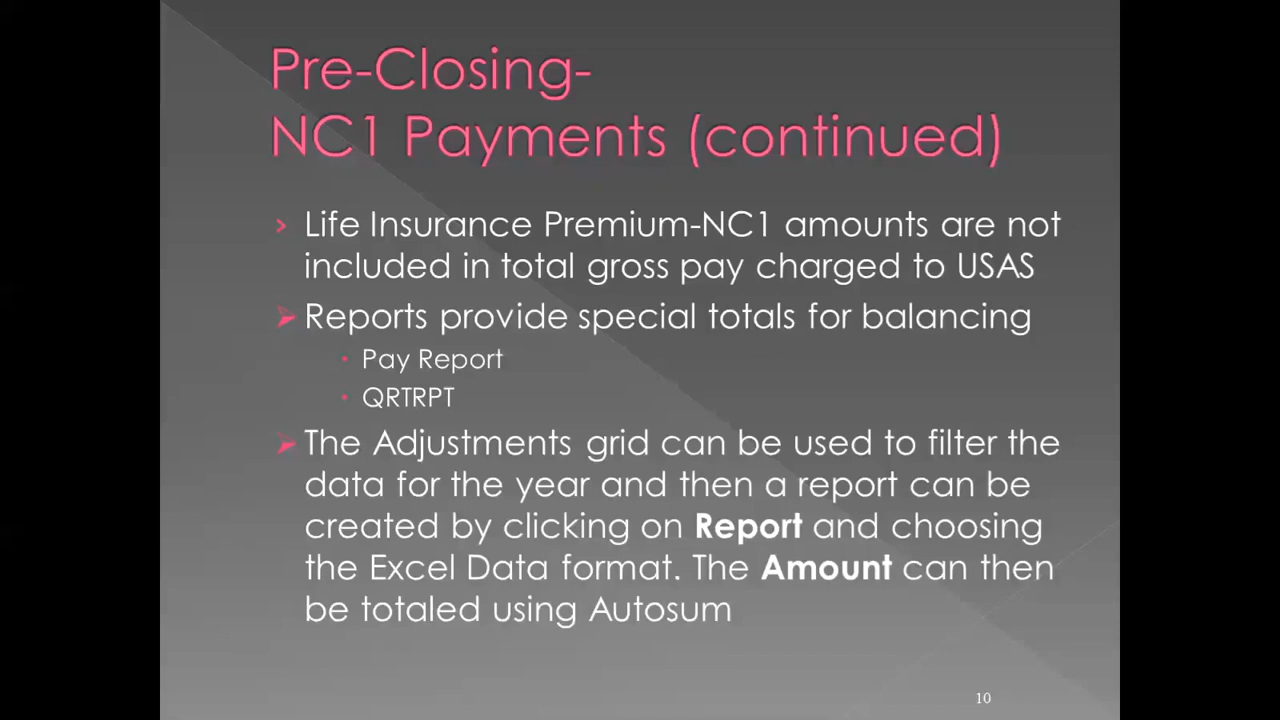 Pre-Closing-
NC1 Payments (continued)
› Life Insurance Premium-NC1 amounts are not
included in total gross pay charged to USAS
➢ Reports provide special totals for balancing
• Pay Report
• QRTRPT
➢ The Adjustments grid can be used to filter the
data for the year and then a report can be
created by clicking on Report and choosing
the Excel Data format. The Amount can then
be totaled using Autosum
10